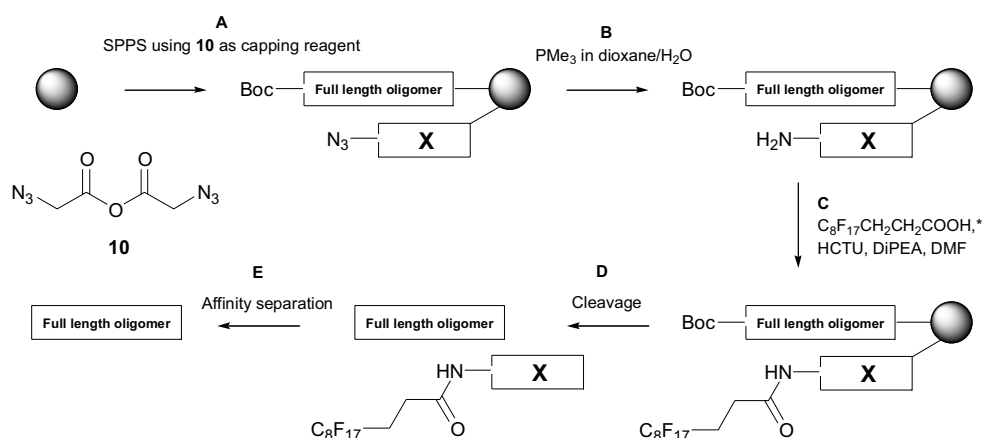 A
SPPS using 10 as capping reagent
B
PMe3 in dioxane/H2O
Boc
Full length oligomer
N3
X
Boc
Full length oligomer
H2N
X
O O
N3 O N3
10
C
C8F17CH2CH2COOH,*
HCTU, DiPEA, DMF
E
Affinity separation
D
Cleavage
Full length oligomer
Full length oligomer
HN
X
O
C8F17
Boc
Full length oligomer
HN
X
O
C8F17